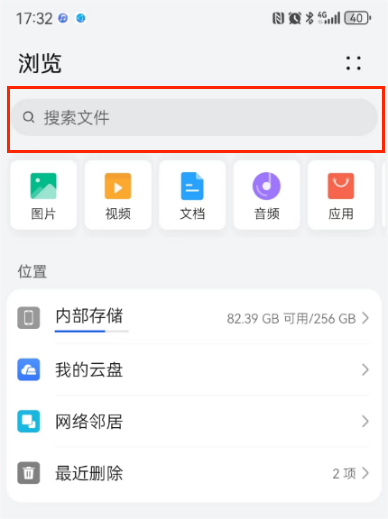 17:32 4G 40
浏览
搜索文件
图片 视频 文档 音频 应用
位置
内部存储 82.39 GB 可用/256 GB
我的云盘
网络邻居
最近删除 2 项